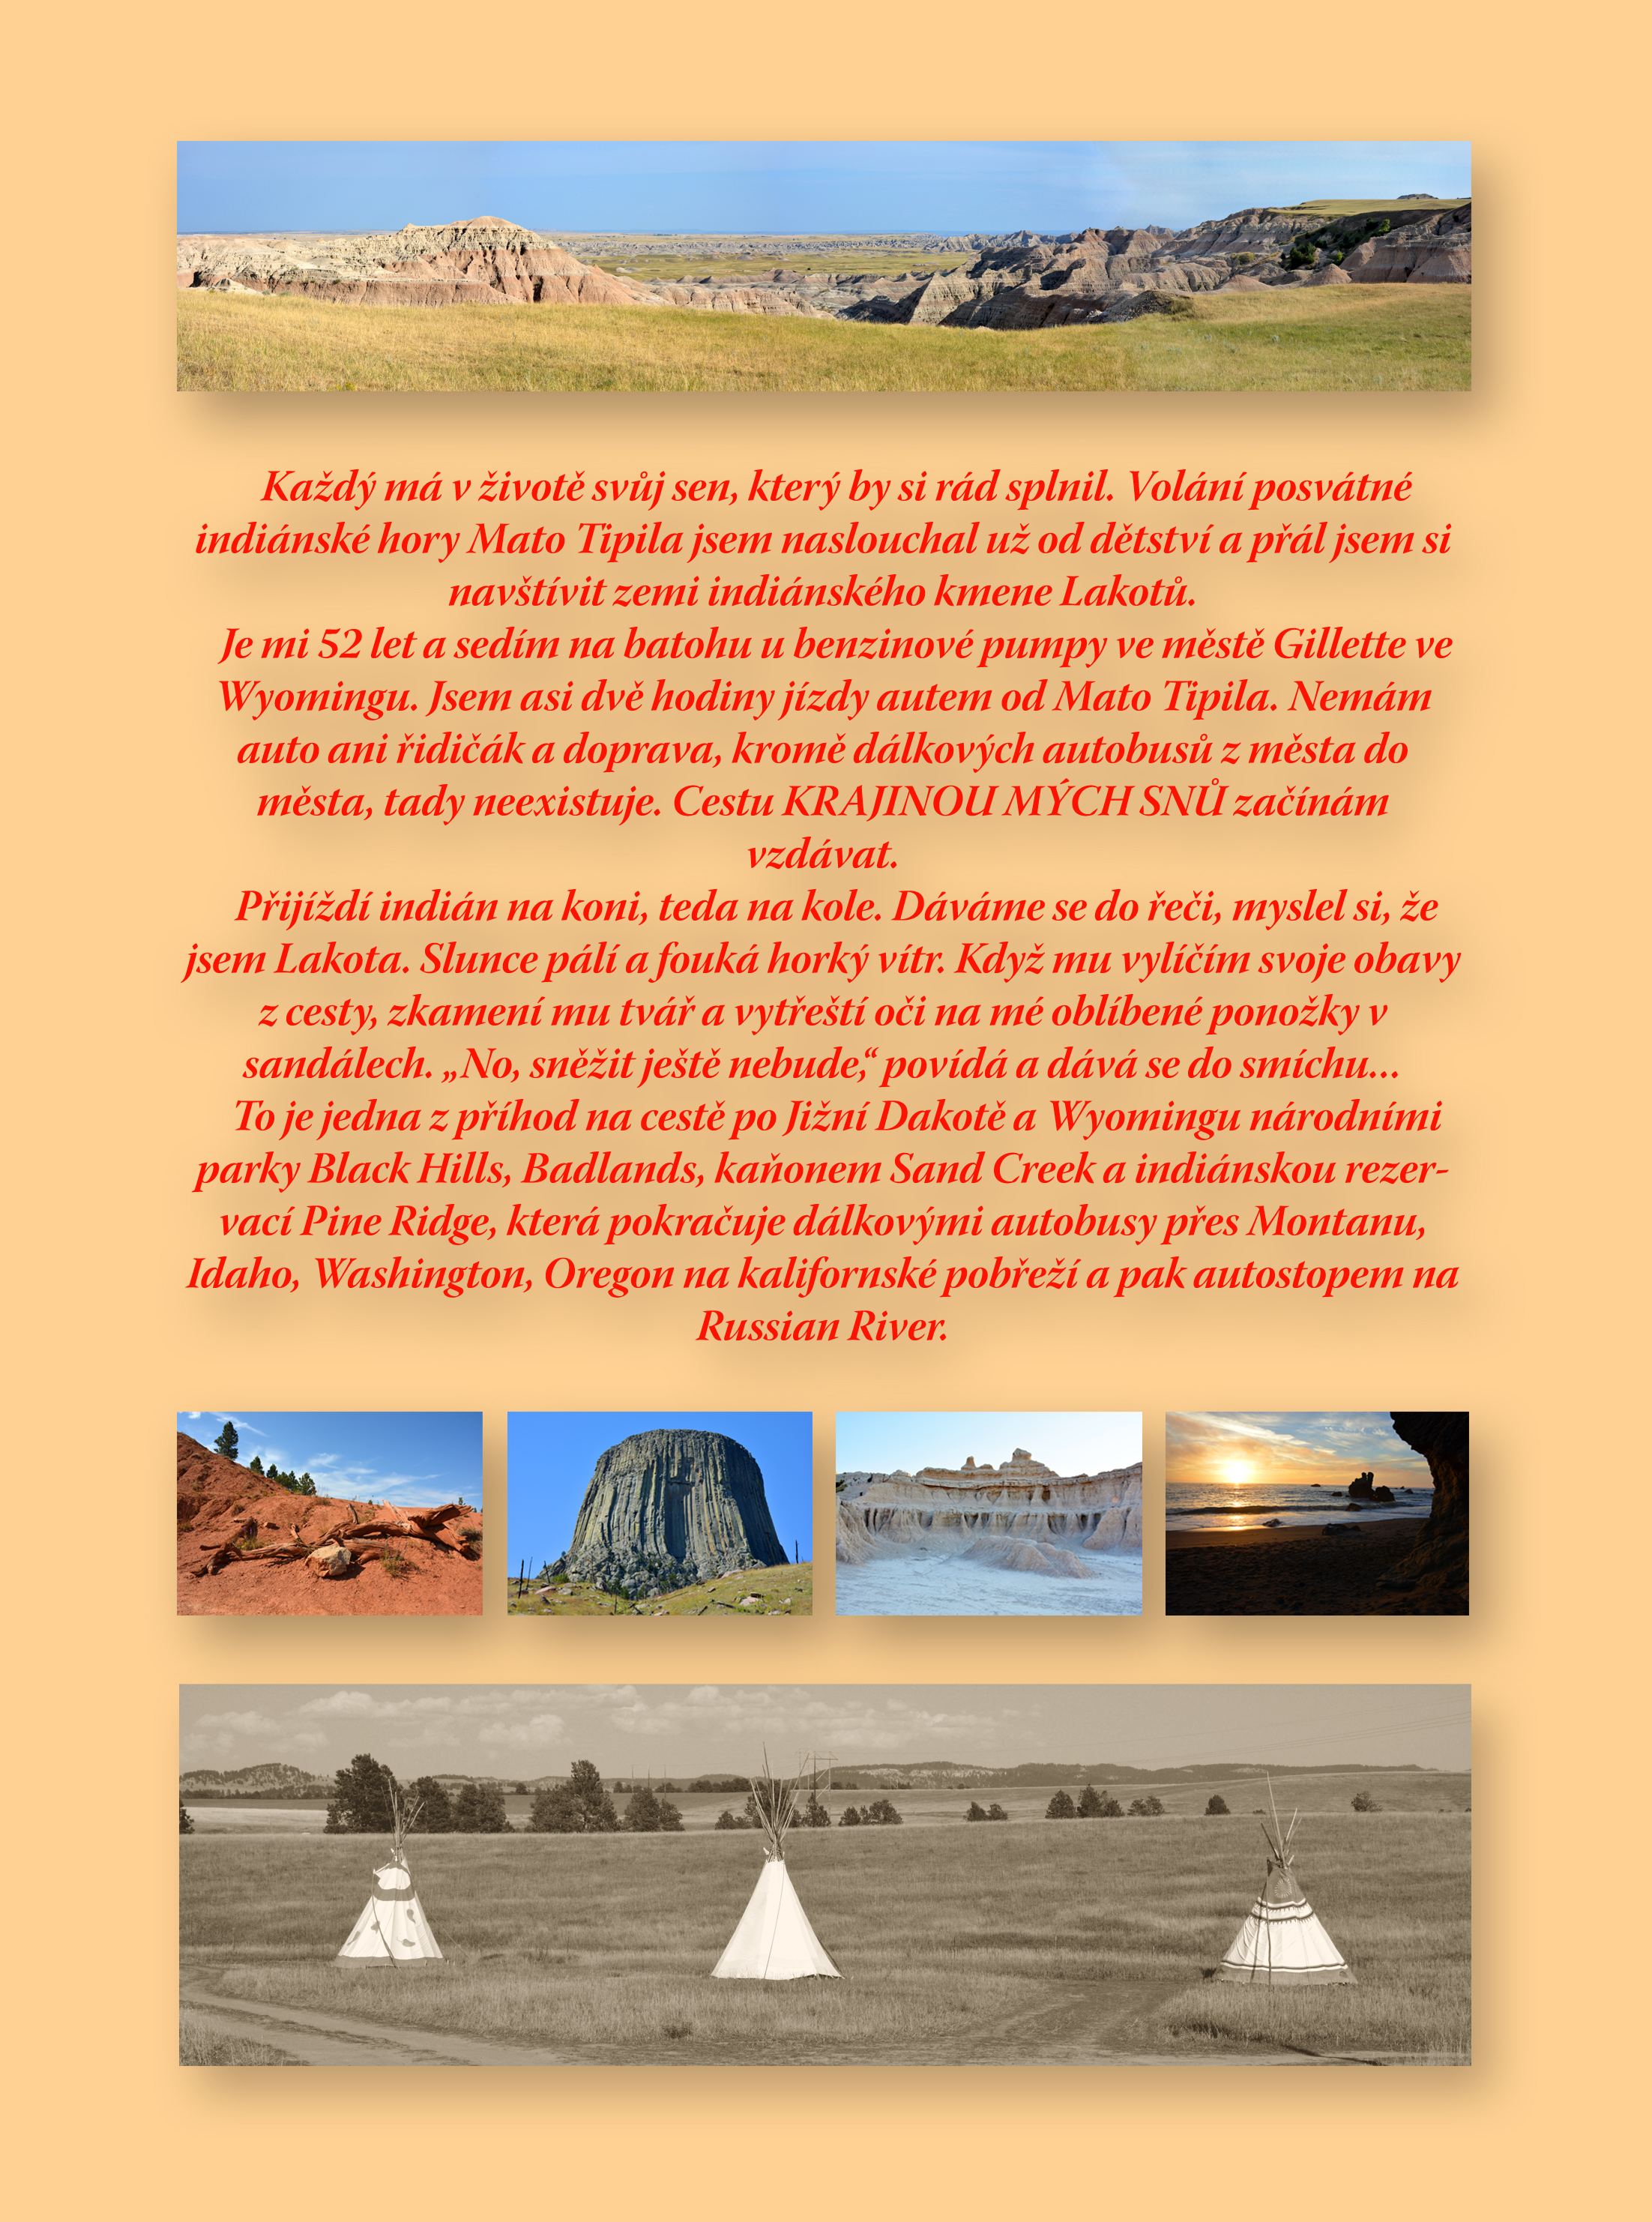 Každý má v životě svůj sen, který by si rád splnil. Volání posvátné
indiánské hory Mato Tipila jsem naslouchal už od dětství a přál jsem si
navštívit zemi indiánského kmene Lakotů.
Je mi 52 let a sedím na batohu u benzinové pumpy ve městě Gillette ve
Wyomingu. Jsem asi dvě hodiny jízdy autem od Mato Tipila. Nemám
auto ani řidičák a doprava, kromě dálkových autobusů z města do
města, tady neexistuje. Cestu KRAJINOU MÝCH SNŮ začínám
vzdávat.
Přijíždí indián na koni, teda na kole. Dáváme se do řeči, myslel si, že
jsem Lakota. Slunce pálí a fouká horký vítr. Když mu vylíčím svoje obavy
z cesty, zkamení mu tvář a vytřeští oči na mé oblíbené ponožky v
sandálech. „No, sněžit ještě nebude,“ povídá a dává se do smíchu...
To je jedna z příhod na cestě po Jižní Dakotě a Wyomingu národními
parky Black Hills, Badlands, kaňonem Sand Creek a indiánskou rezer-
vací Pine Ridge, která pokračuje dálkovými autobusy přes Montanu,
Idaho, Washington, Oregon na kalifornské pobřeží a pak autostopem na
Russian River.